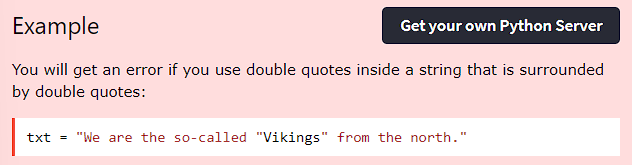 Example
Get your own Python Server
You will get an error if you use double quotes inside a string that is surrounded
by double quotes:
txt = "We are the so-called "Vikings" from the north."